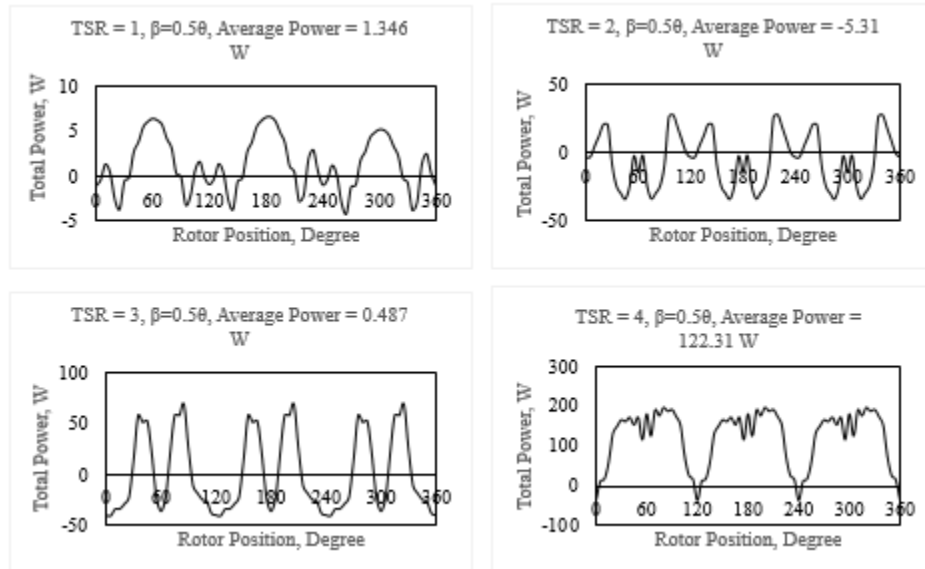 TSR = 1, β=0.5θ, Average Power = 1.346
W
Total Power, W
10
5
0
-5
0 60 120 180 240 300 360
Rotor Position, Degree
TSR = 2, β=0.5θ, Average Power = -5.31
W
Total Power, W
50
0
-50
0 60 120 180 240 300 360
Rotor Position, Degree
TSR = 3, β=0.5θ, Average Power = 0.487
W
Total Power, W
100
50
0
-50
0 60 120 180 240 300 360
Rotor Position, Degree
TSR = 4, β=0.5θ, Average Power =
122.31 W
Total Power, W
300
200
100
0
-100
0 60 120 180 240 300 360
Rotor Position, Degree